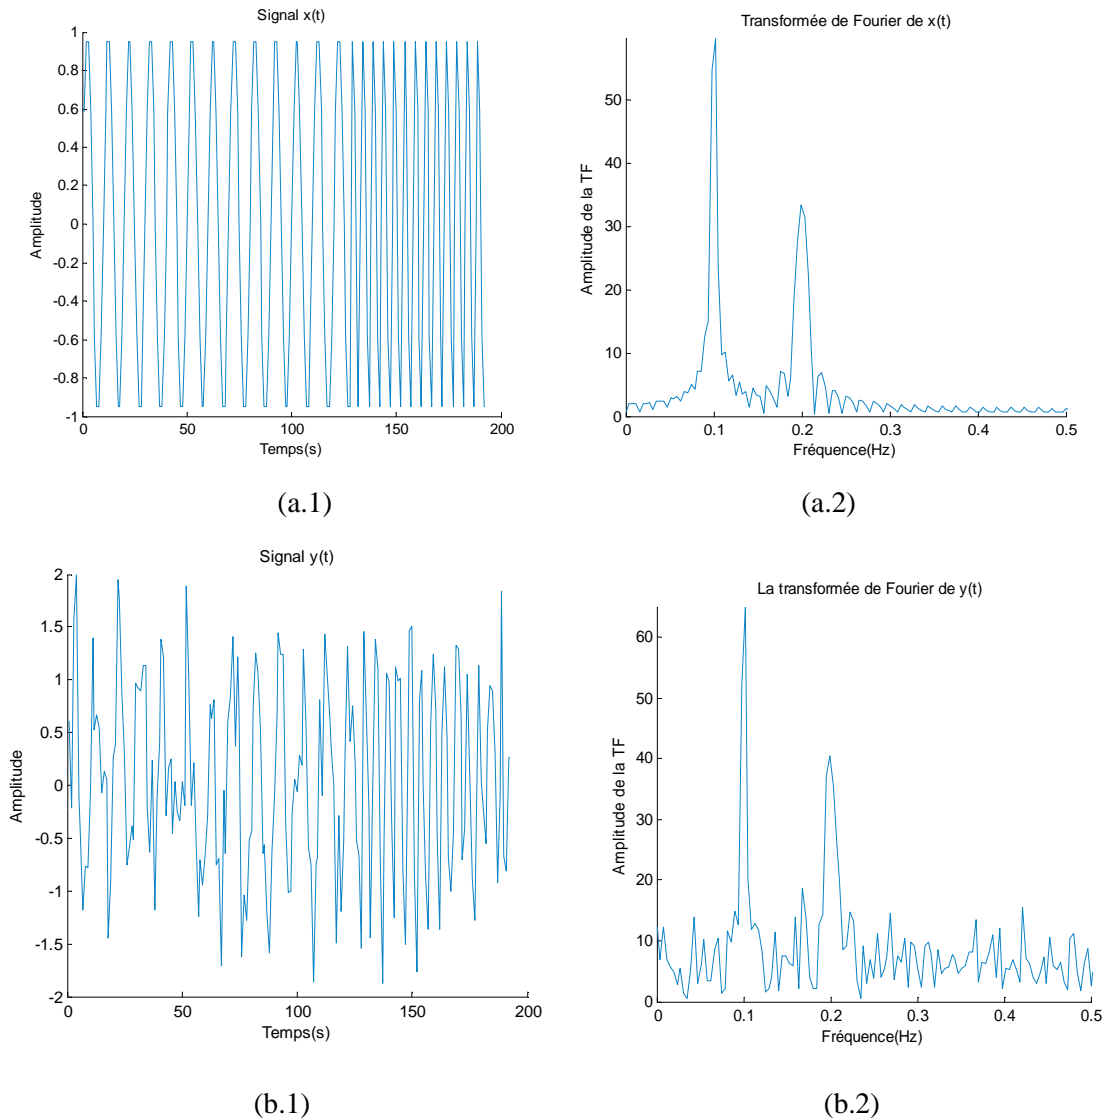 Signal x(t)
1
0.8
0.6
0.4
0.2
0
-0.2
-0.4
-0.6
-0.8
-1
Amplitude
0 50 100 150 200
Temps(s)
(a.1)
Transformée de Fourier de x(t)
50
40
30
20
10
0
Amplitude de la TF
0 0.1 0.2 0.3 0.4 0.5
Fréquence(Hz)
(a.2)
Signal y(t)
2
1.5
1
0.5
0
-0.5
-1
-1.5
-2
Amplitude
0 50 100 150 200
Temps(s)
(b.1)
La transformée de Fourier de y(t)
60
50
40
30
20
10
0
Amplitude de la TF
0 0.1 0.2 0.3 0.4 0.5
Fréquence(Hz)
(b.2)